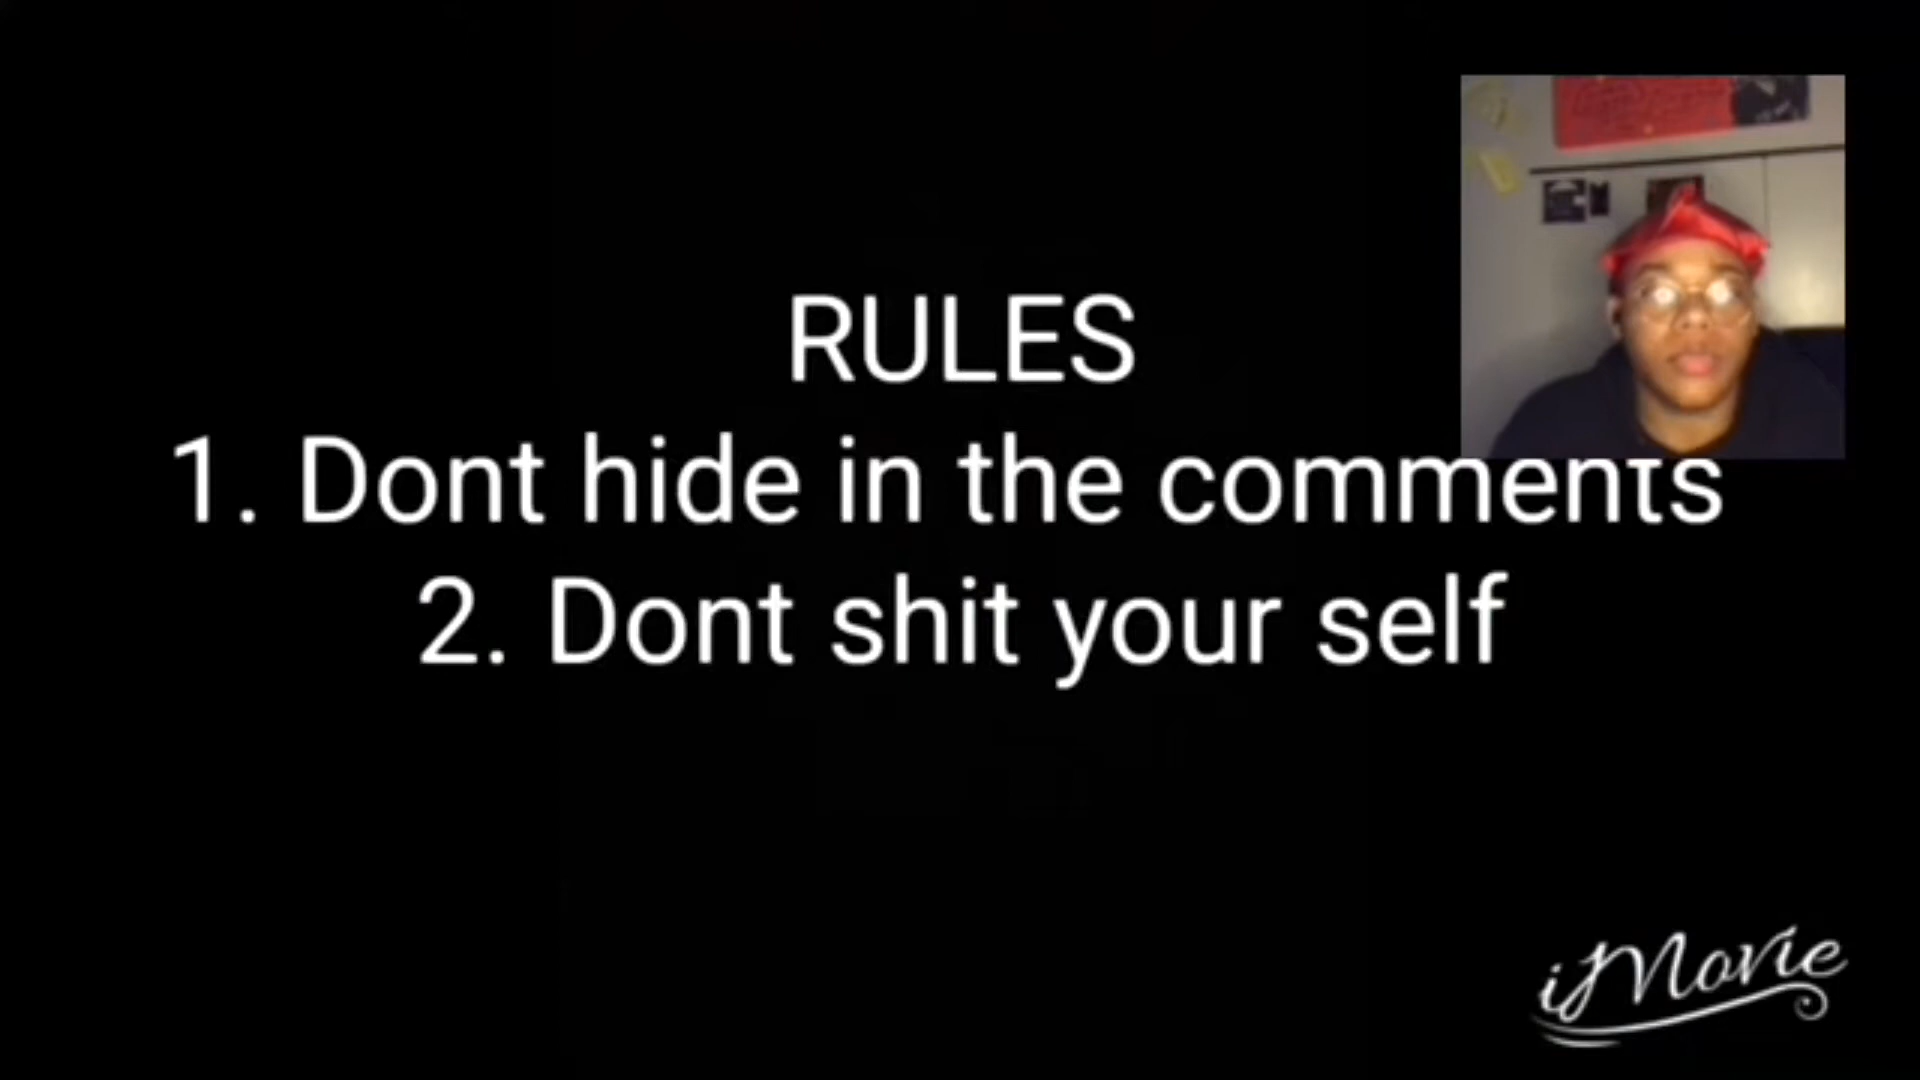 RULES
1. Dont hide in the comments
2. Dont shit your self
iMovie